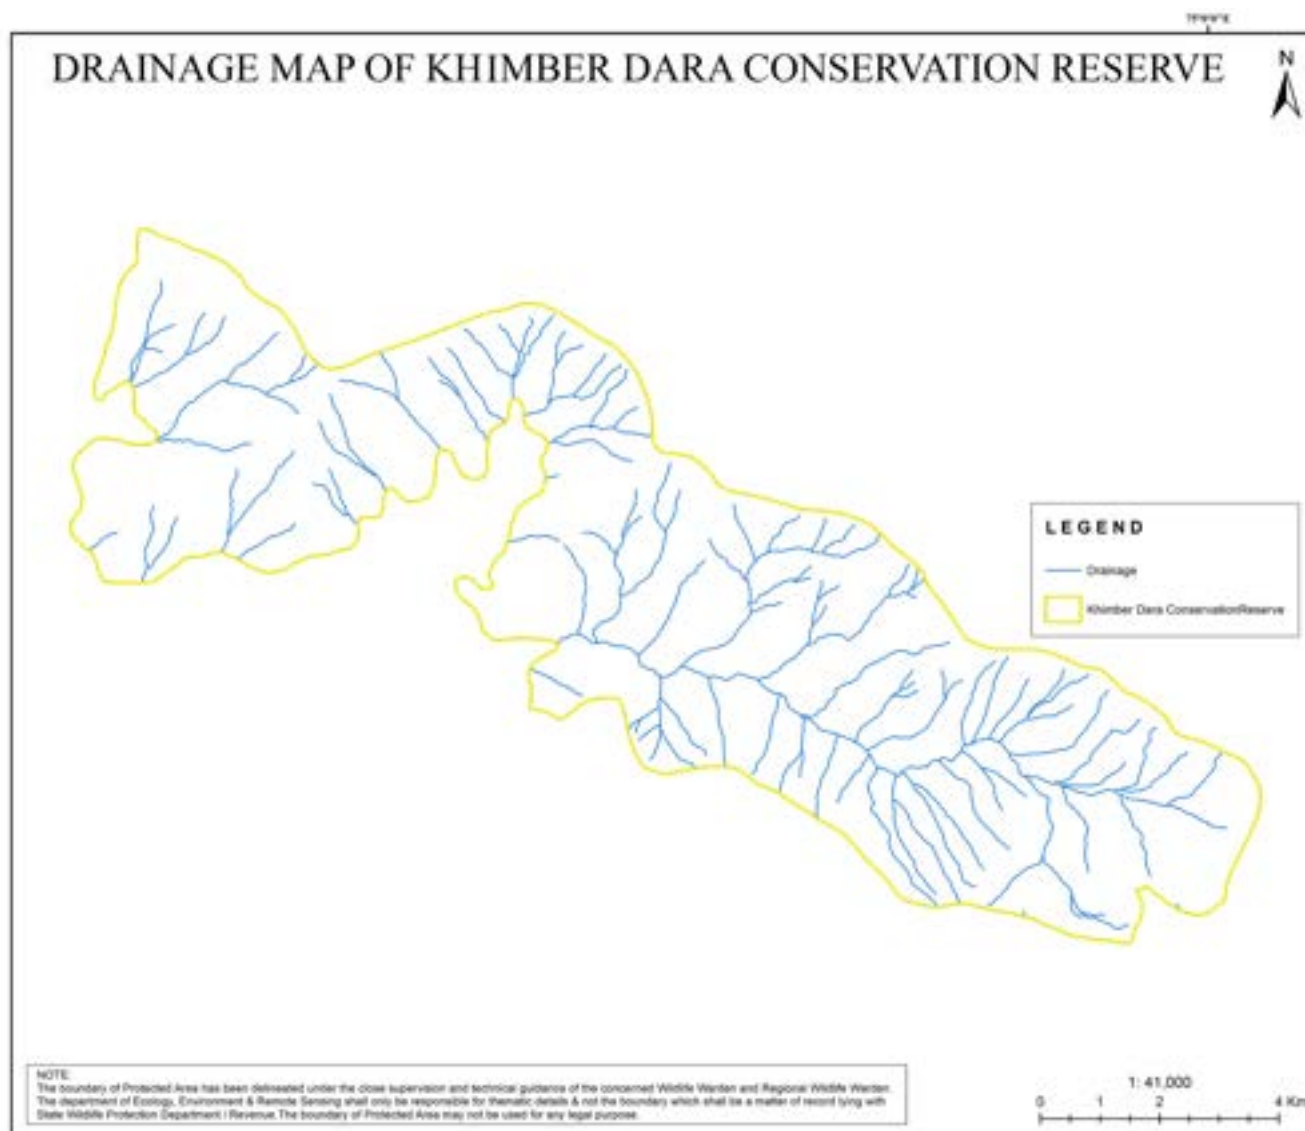 DRAINAGE MAP OF KHIMBER DARA CONSERVATION RESERVE
N
LEGEND
Drainage
Khimber Dara ConservationReserve
NOTE:
The boundary of Protected Area has been delineated under the close supervision and technical guidance of the concerned Wildlife Warden and Regional Wildlife Warden.
The department of Ecology, Environment & Remote Sensing shall only be responsible for thematic details & not the boundary which shall be a matter of record lying with
State Wildlife Protection Department / Revenue. The boundary of Protected Area may not be used for any legal purpose.
1: 41,000
0 1 2 4 Km